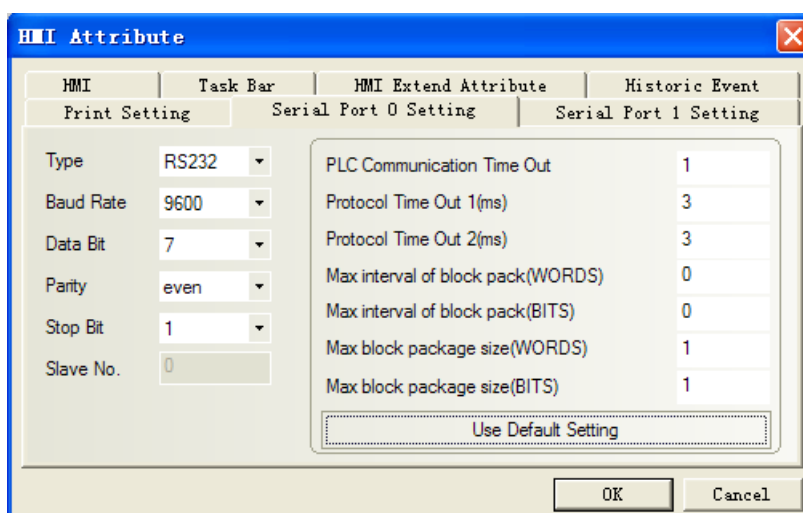 HMI Attribute
HMI
Task Bar
HMI Extend Attribute
Historic Event
Print Setting
Serial Port 0 Setting
Serial Port 1 Setting
Type
RS232
Baud Rate
9600
Data Bit
7
Parity
even
Stop Bit
1
Slave No.
0
PLC Communication Time Out
1
Protocol Time Out 1(ms)
3
Protocol Time Out 2(ms)
3
Max interval of block pack(WORDS)
0
Max interval of block pack(BITS)
0
Max block package size(WORDS)
1
Max block package size(BITS)
1
Use Default Setting
OK
Cancel